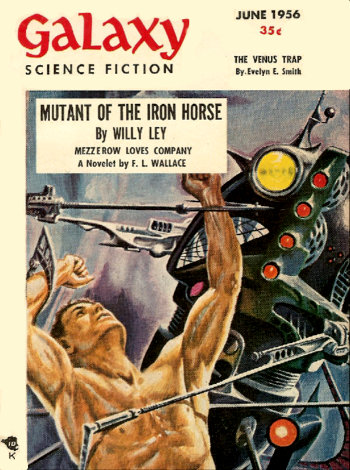 Galaxy
SCIENCE FICTION
JUNE 1956
35¢
THE VENUS TRAP
By Evelyn E. Smith
MUTANT OF THE IRON HORSE
By WILLY LEY
MEZZEROW LOVES COMPANY
A Novelet by F. L. WALLACE
K